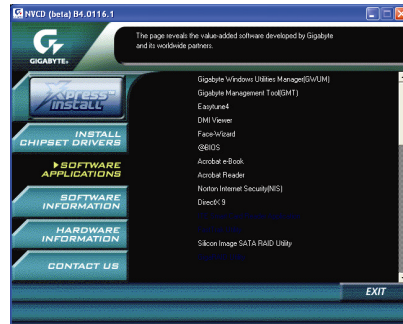 NVCD (beta) B4.0116.1
The page reveals the value-added software developed by Gigabyte
and its worldwide partners.
GIGABYTE
Xpress
INSTALL
INSTALL
CHIPSET DRIVERS
SOFTWARE
APPLICATIONS
SOFTWARE
INFORMATION
HARDWARE
INFORMATION
CONTACT US
Gigabyte Windows Utilities Manager(GWUM)
Gigabyte Management Tool(GMT)
Easytune4
DMI Viewer
Face-Wizard
@BIOS
Acrobat e-Book
Acrobat Reader
Norton Internet Security(NIS)
DirectX 9
Silicon Image SATA RAID Utility
EXIT